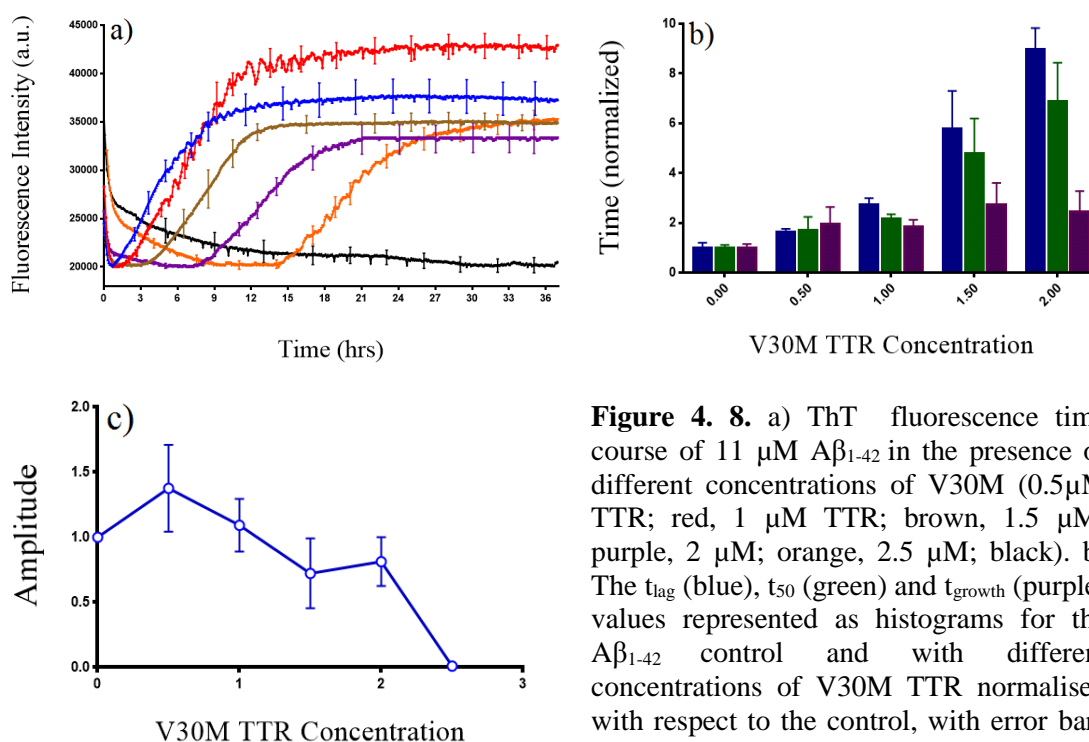 a)
Fluorescence Intensity (a.u.)
45000
40000
35000
30000
25000
20000
0 3 6 9 12 15 18 21 24 27 30 33 36
Time (hrs)
b)
Time (normalized)
10
8
6
4
2
0
0.00 0.50 1.00 1.50 2.00
V30M TTR Concentration
c)
Amplitude
2.0
1.5
1.0
0.5
0.0
0 1 2 3
V30M TTR Concentration
Figure 4. 8. a) ThT fluorescence tim
course of 11 μM Aβ1-42 in the presence o
different concentrations of V30M (0.5μM
TTR; red, 1 μM TTR; brown, 1.5 μM
purple, 2 μM; orange, 2.5 μM; black). b
The tlag (blue), t50 (green) and tgrowth (purple
values represented as histograms for th
Aβ1-42 control and with differen
concentrations of V30M TTR normalise
with respect to the control, with error bar